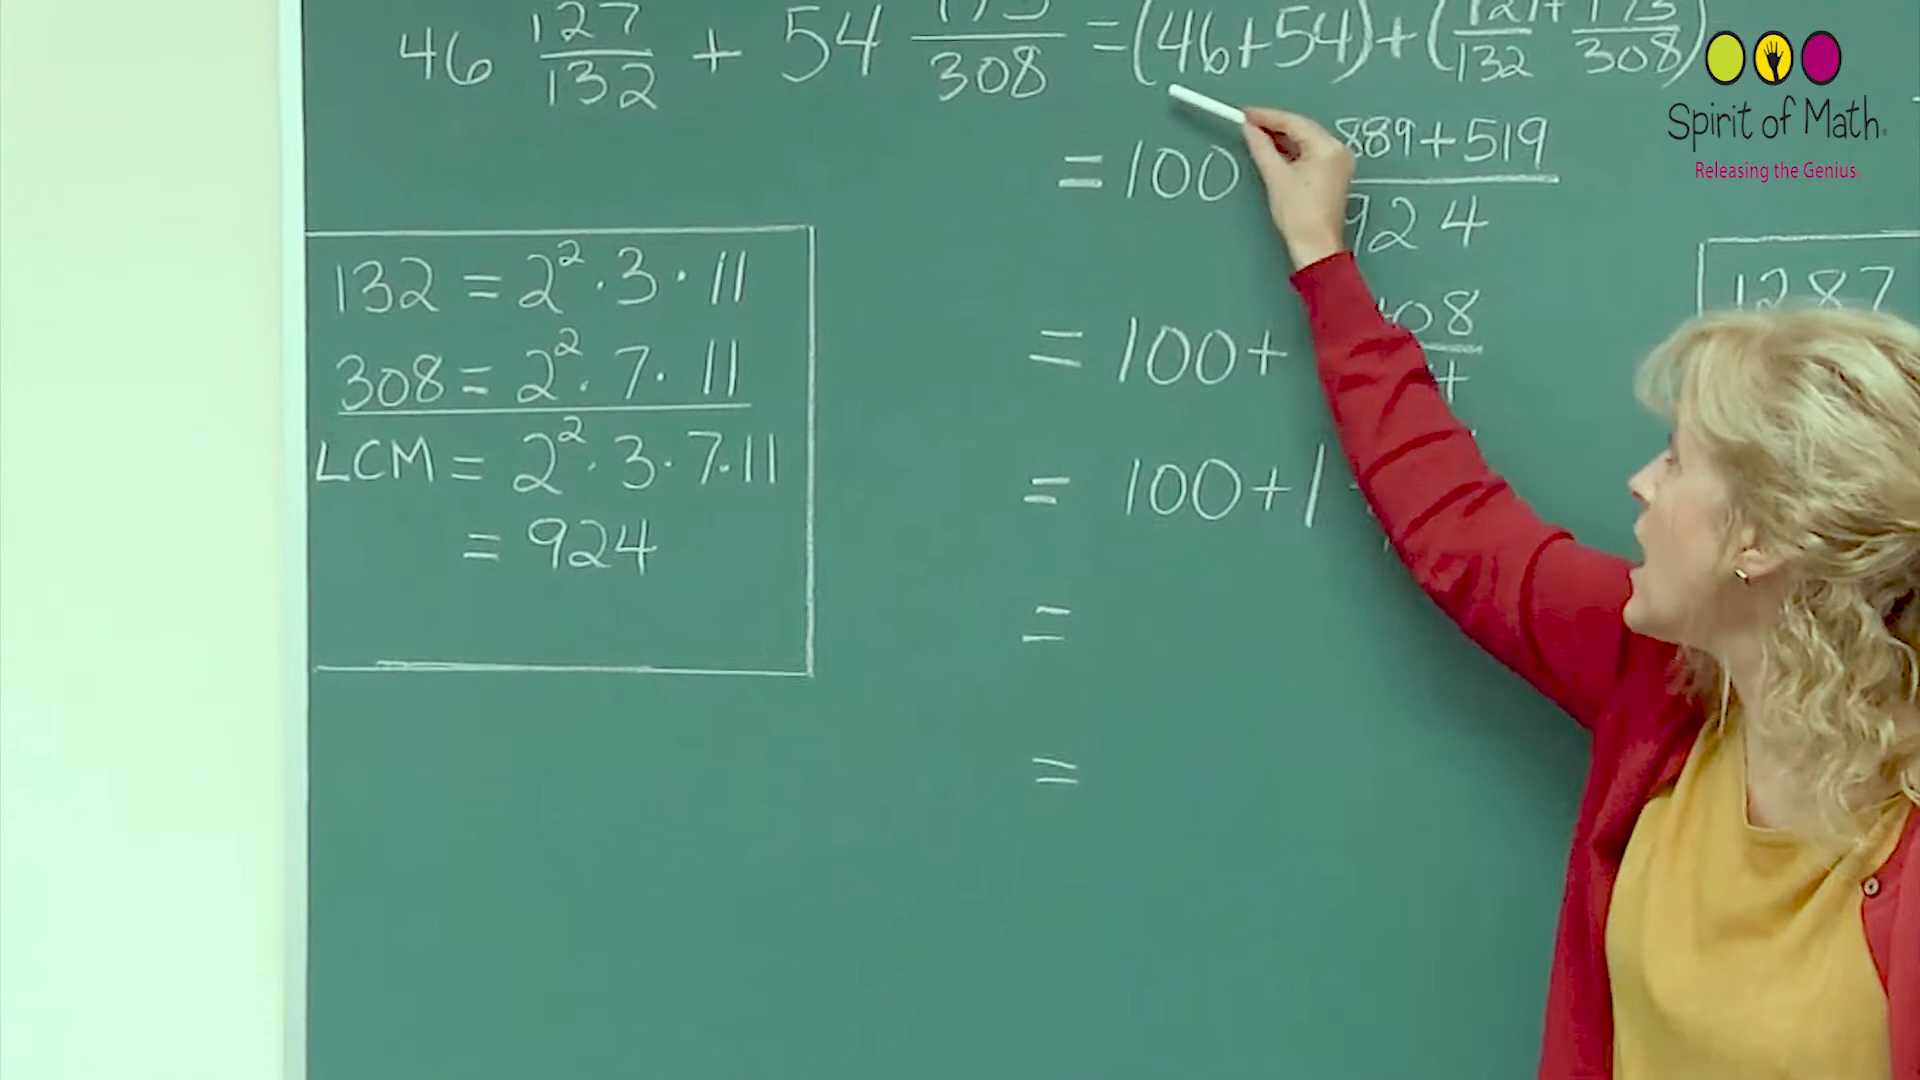 46 127/132 + 54 173/308 = (46+54) + (127/132 + 173/308)
= 100 889+519
924
= 100+ 08
= 100+1
=
=
132 = 2² · 3 · 11
308 = 2² · 7 · 11
LCM = 2² · 3 · 7 · 11
= 924
1287
Spirit of Math
Releasing the Genius